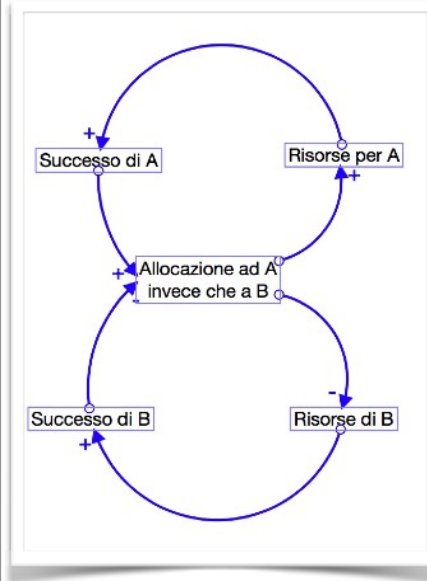 +
Successo di A
Risorse per A
+
+
Allocazione ad A
invece che a B
-
-
Successo di B
Risorse di B
+